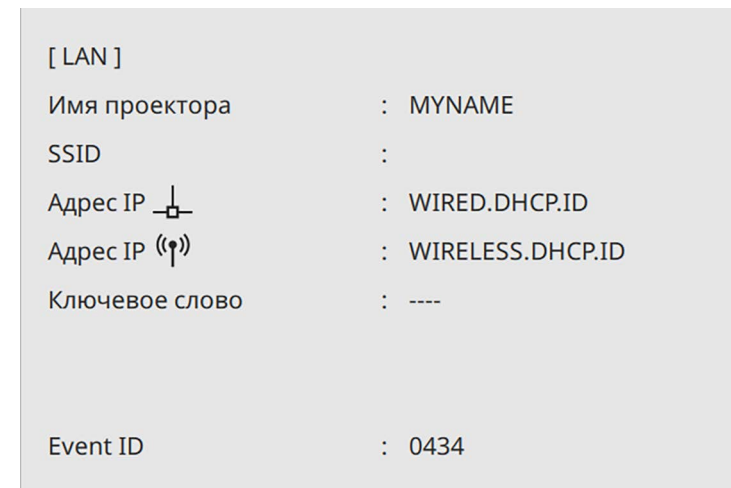 [ LAN ]
Имя проектора : MYNAME
SSID :
Адрес IP : WIRED.DHCP.ID
Адрес IP : WIRELESS.DHCP.ID
Ключевое слово : ----
Event ID : 0434